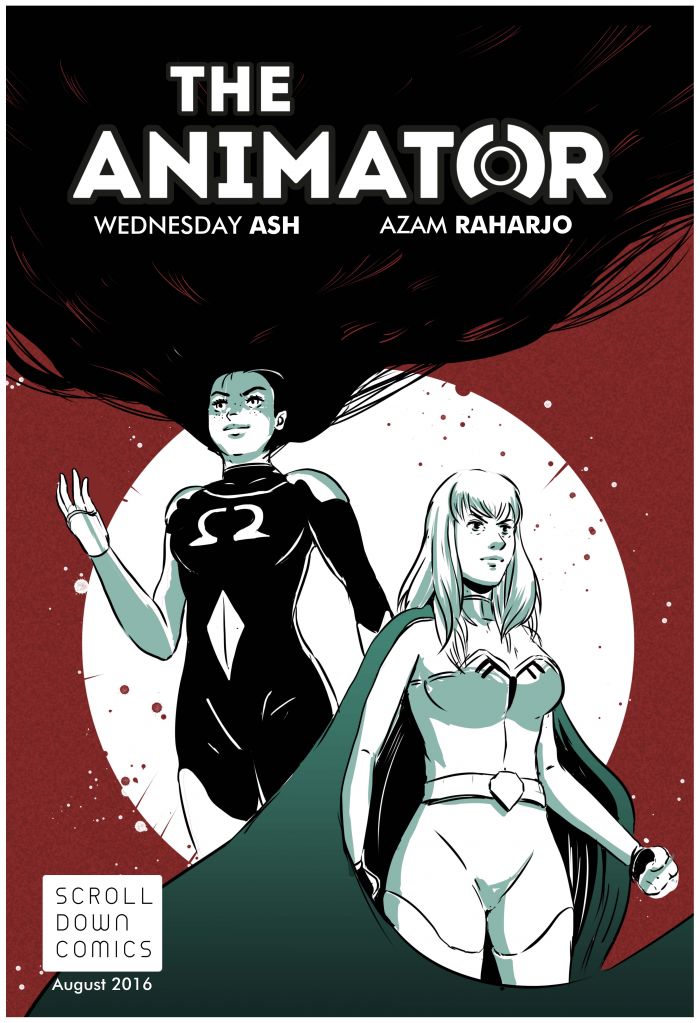 THE
ANIMATOR
WEDNESDAY ASH AZAM RAHARJO
SCROLL
DOWN
COMICS
August 2016